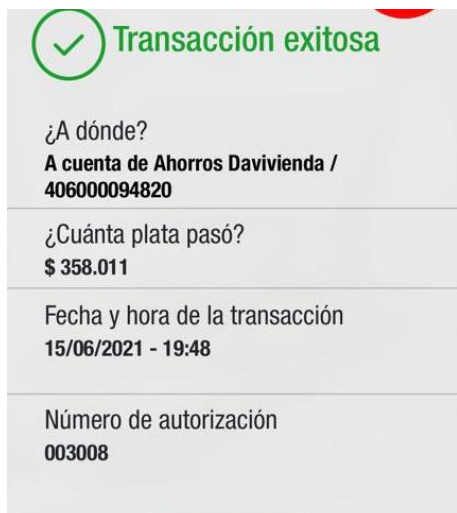 Transacción exitosa
¿A dónde?
A cuenta de Ahorros Davivienda /
406000094820
¿Cuánta plata pasó?
$ 358.011
Fecha y hora de la transacción
15/06/2021 - 19:48
Número de autorización
003008